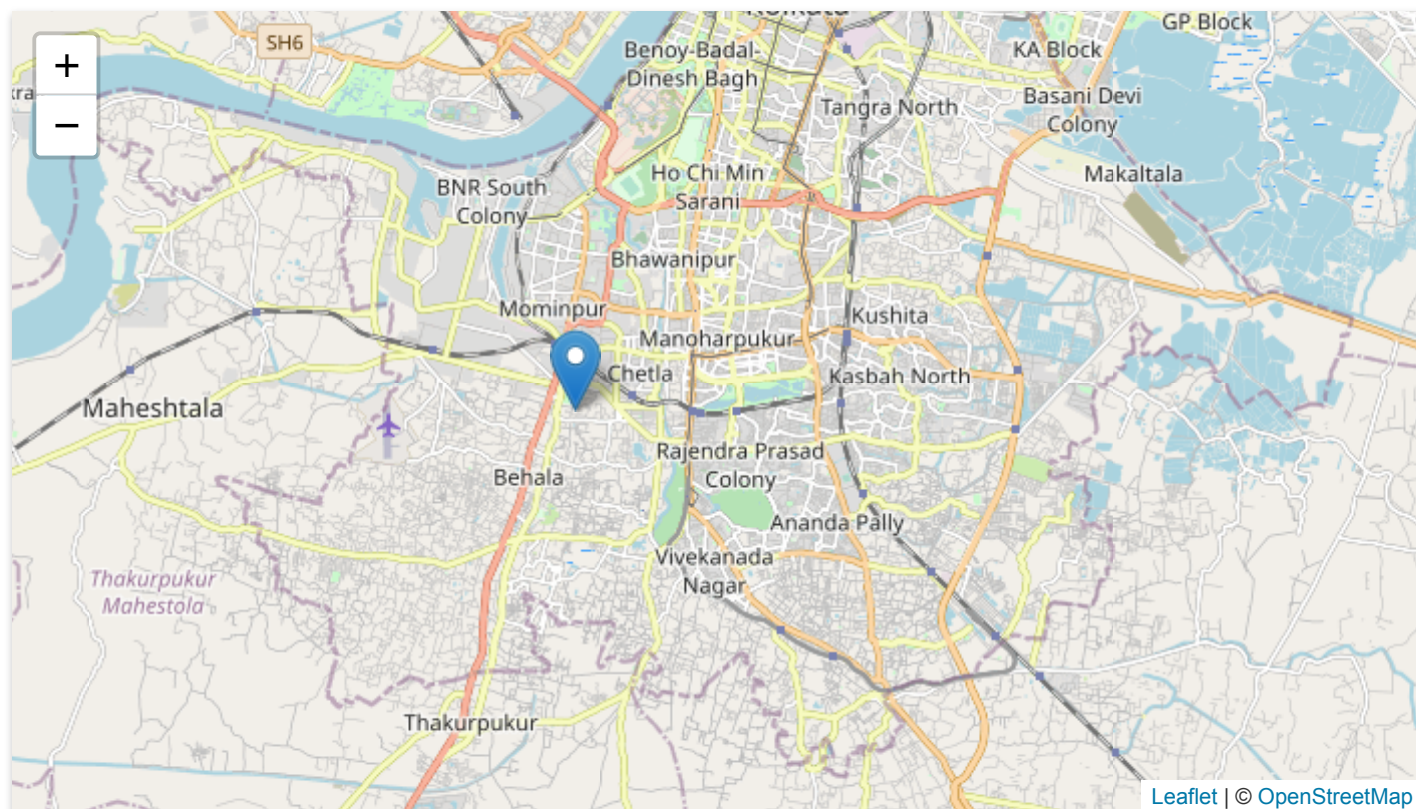 Kolkata
GP Block
SH6
Benoy-Badal-
Dinesh Bagh
KA Block
+
−
Tangra North
Basani Devi
Colony
Ho Chi Min
Sarani
Makaltala
BNR South
Colony
Bhawanipur
Mominpur
Kushita
Manoharpukur
Chetla
Kasbah North
Maheshtala
Rajendra Prasad
Colony
Behala
Ananda Pally
Vivekanada
Nagar
Thakurpukur
Mahestola
Thakurpukur
Leaflet | © OpenStreetMap